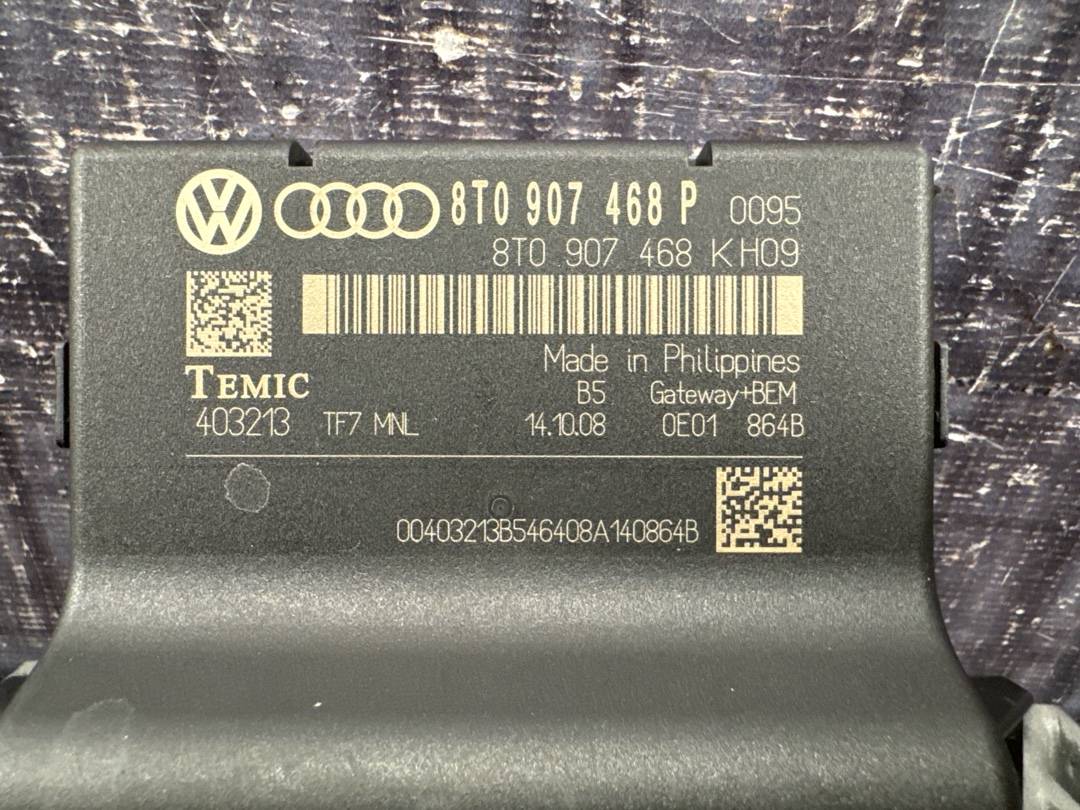 8T0 907 468 P 0095
8T0 907 468 K H09
Made in Philippines
TEMIC B5 Gateway+BEM
403213 TF7 MNL 14.10.08 0E01 864B
00403213B546408A140864B